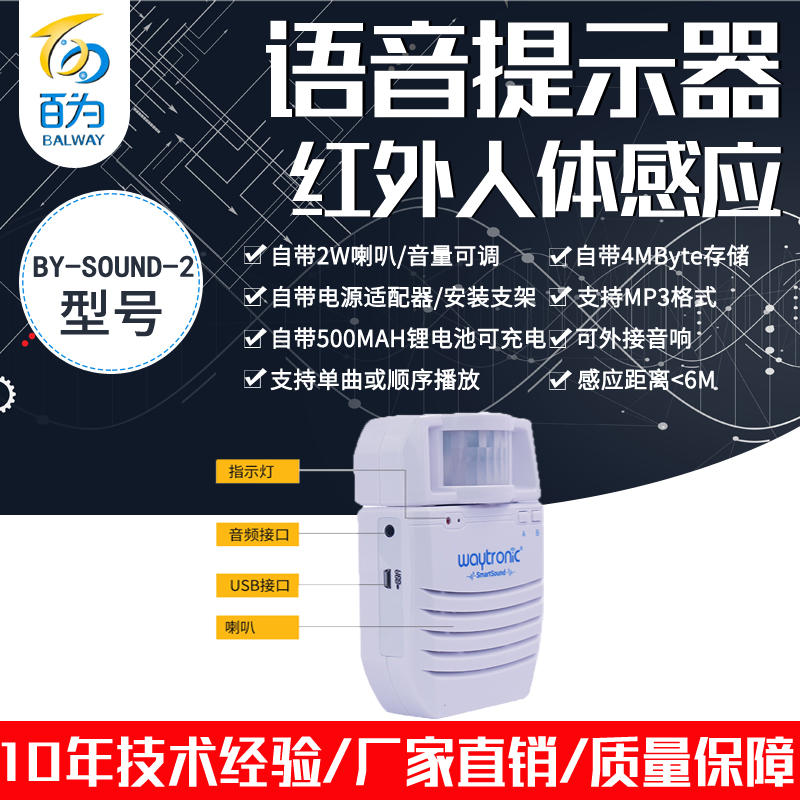 百为
BALWAY
语音提示器
红外人体感应
BY-SOUND-2
型号
自带2W喇叭/音量可调
自带4MByte存储
自带电源适配器/安装支架
支持MP3格式
自带500MAH锂电池可充电
可外接音响
支持单曲或顺序播放
感应距离<6M
指示灯
音频接口
USB接口
喇叭
A B
USB
waytronic
SmartSound
10年技术经验/厂家直销/质量保障